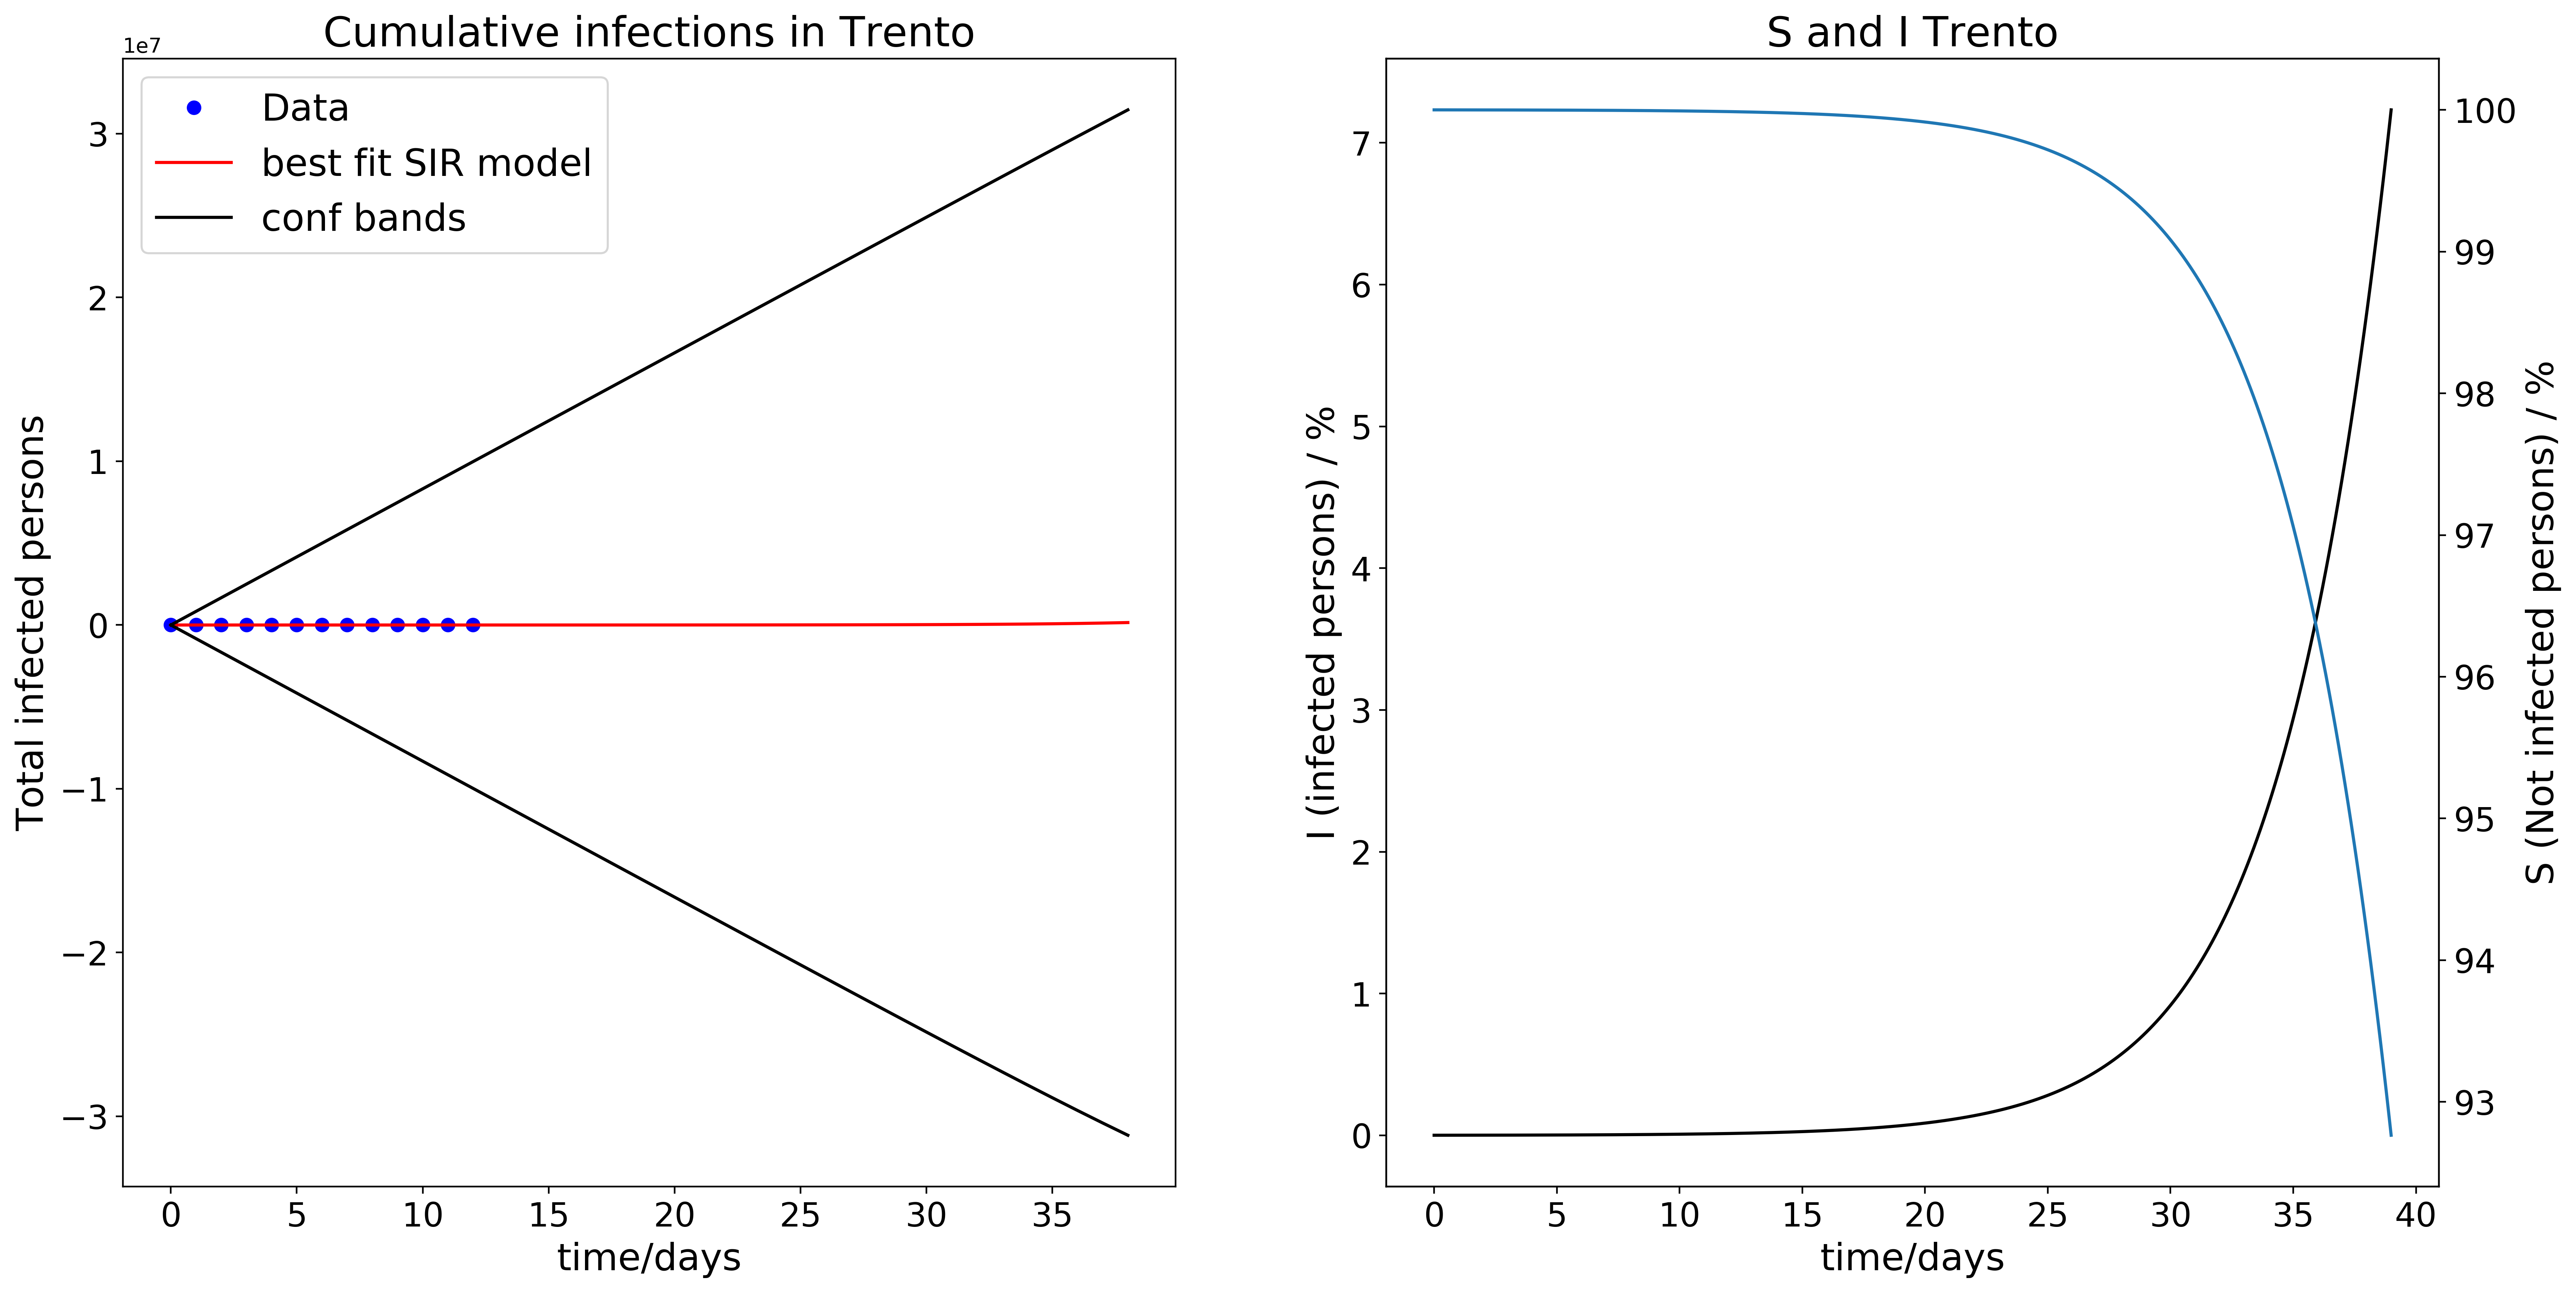 Cumulative infections in Trento
1e7
Data
best fit SIR model
conf bands
3
2
1
0
−1
−2
−3
Total infected persons
0 5 10 15 20 25 30 35
time/days
S and I Trento
7
6
5
4
3
2
1
0
I (infected persons) / %
100
99
98
97
96
95
94
93
S (Not infected persons) / %
0 5 10 15 20 25 30 35 40
time/days